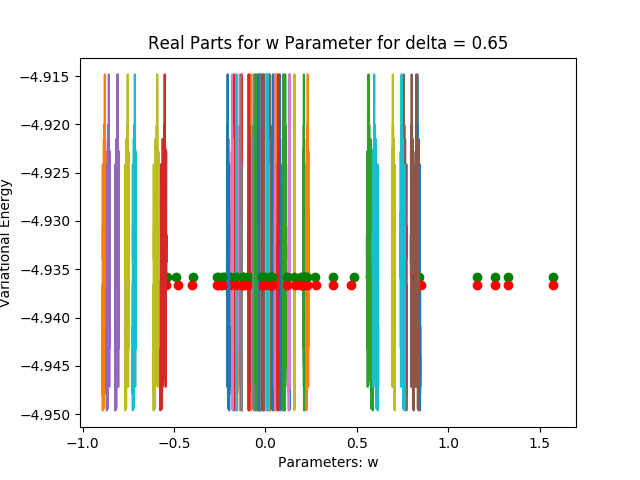 Real Parts for w Parameter for delta = 0.65
Variational Energy
−4.915
−4.920
−4.925
−4.930
−4.935
−4.940
−4.945
−4.950
−1.0 −0.5 0.0 0.5 1.0 1.5
Parameters: w